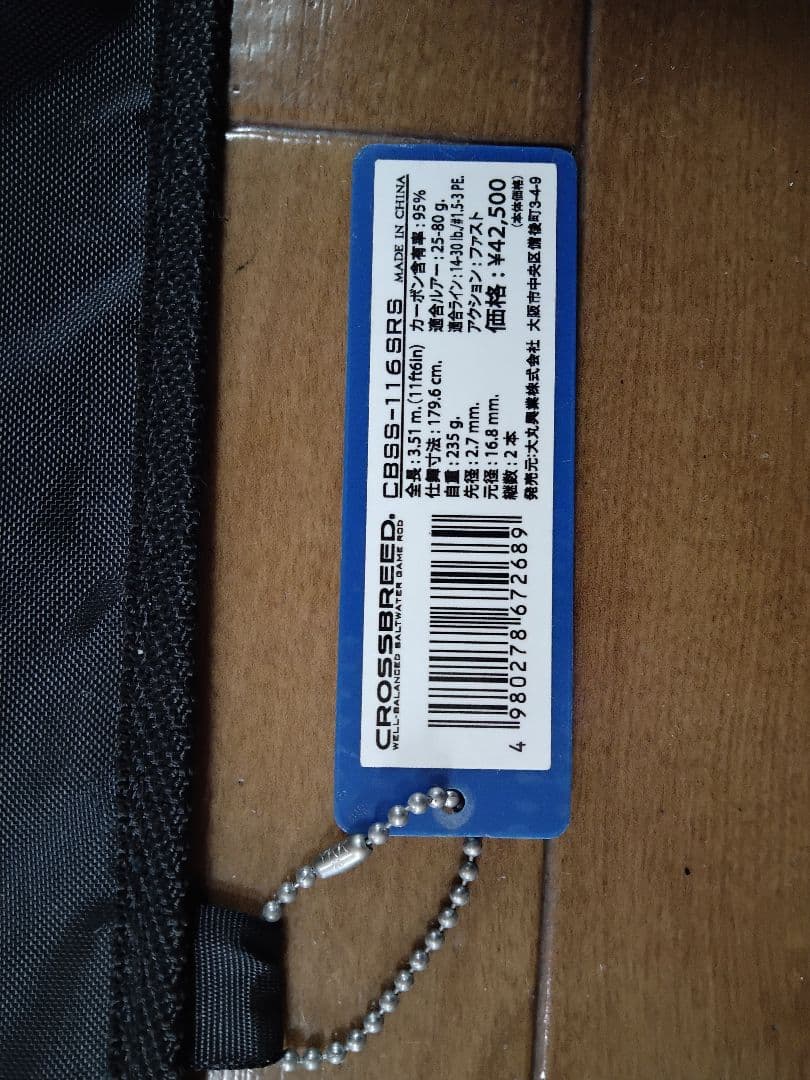 CROSSBREED® CBSS-116 SRS MADE IN CHINA
WELL-BALANCED SALTWATER GAME ROD
全長:3.51 m.(11ft6in) カーボン含有率:95%
仕舞寸法:179.6 cm. 適合ルアー:25-80 g.
自重:235 g. 適合ライン:14-30 lb./#1.5-3 PE.
先径:2.7 mm. アクション:ファスト
元径:16.8 mm. 価格:¥42,500
継数:2 本 (本体価格)
発売元:大丸興業株式会社 大阪市中央区備後町3-4-9
4 980278 672689